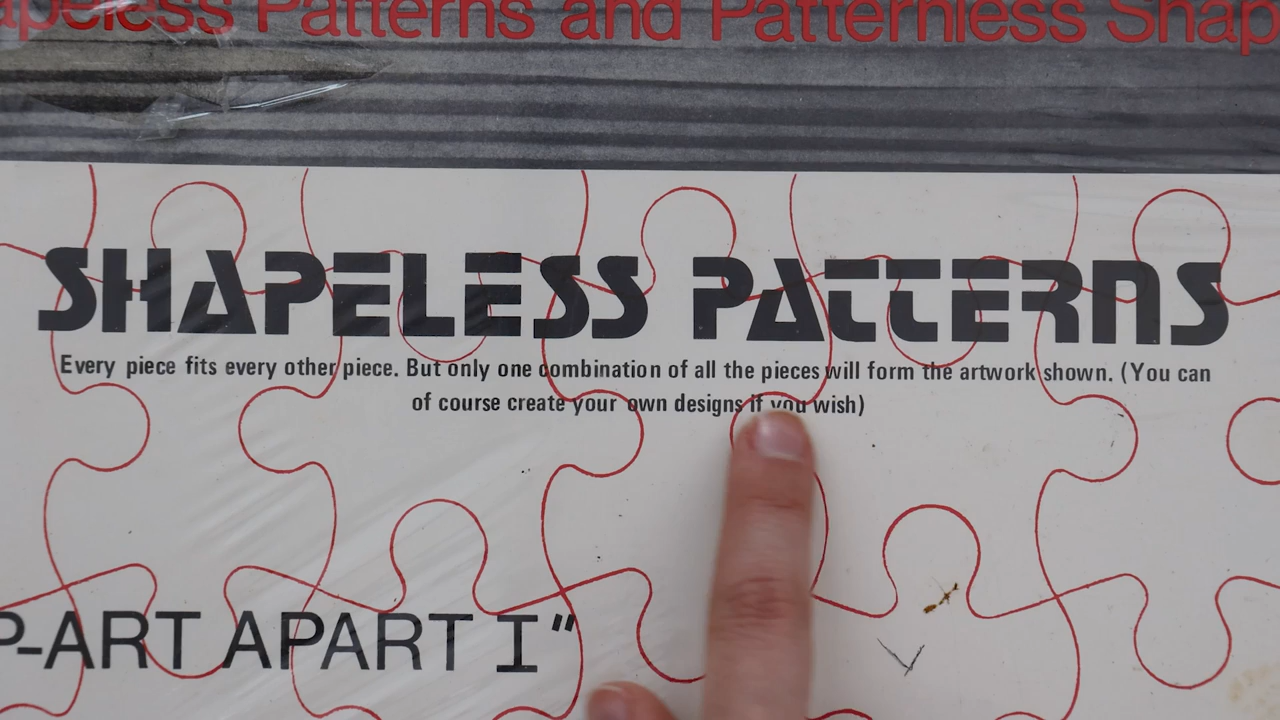 peless Patterns and Patternless Shap
SHAPELESS PATTERNS
Every piece fits every other piece. But only one combination of all the pieces will form the artwork shown. (You can
of course create your own designs if you wish)
P-ART APART I"